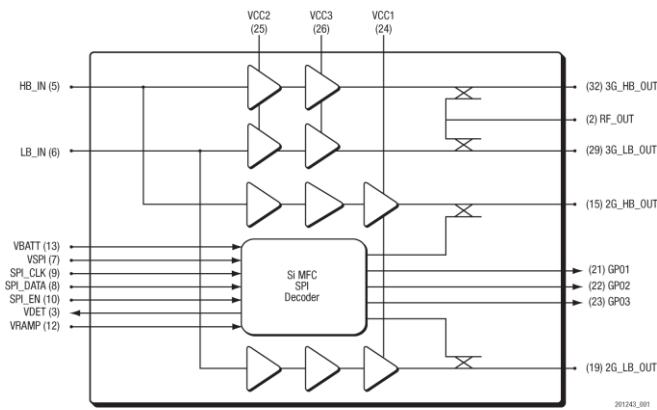 VCC2
(25)
VCC3
(26)
VCC1
(24)
HB_IN (5)
(32) 3G_HB_OUT
(2) RF_OUT
LB_IN (6)
(29) 3G_LB_OUT
(15) 2G_HB_OUT
VBATT (13)
VSPI (7)
SPI_CLK (9)
SPI_DATA (8)
SPI_EN (10)
VDET (3)
VRAMP (12)
Si MFC
SPI
Decoder
(21) GP01
(22) GP02
(23) GP03
(19) 2G_LB_OUT
201243_001